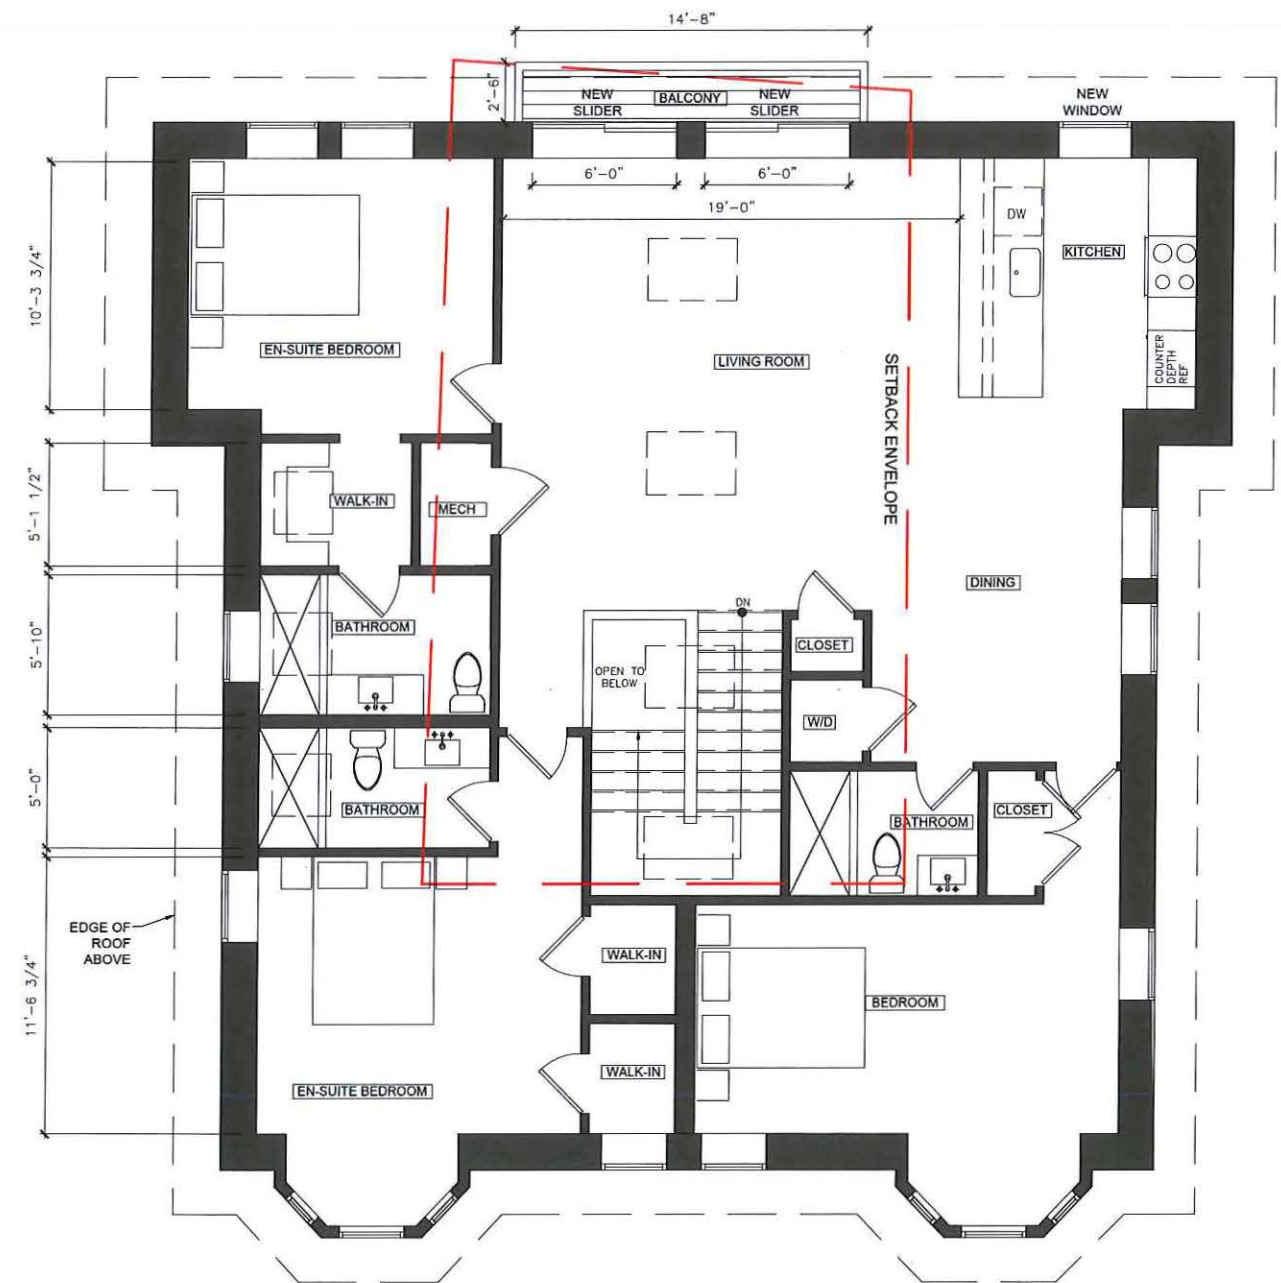 14'-8"
2'-6"
NEW
SLIDER
BALCONY
NEW
SLIDER
NEW
WINDOW
6'-0"
6'-0"
19'-0"
DW
KITCHEN
10'-3 3/4"
EN-SUITE BEDROOM
LIVING ROOM
COUNTER
DEPTH
REF
SETBACK ENVELOPE
5'-1 1/2"
WALK-IN
MECH
DINING
DN
5'-10"
BATHROOM
CLOSET
OPEN TO
BELOW
W/D
5'-0"
BATHROOM
BATHROOM
CLOSET
EDGE OF
ROOF
ABOVE
11'-6 3/4"
WALK-IN
BEDROOM
WALK-IN
EN-SUITE BEDROOM